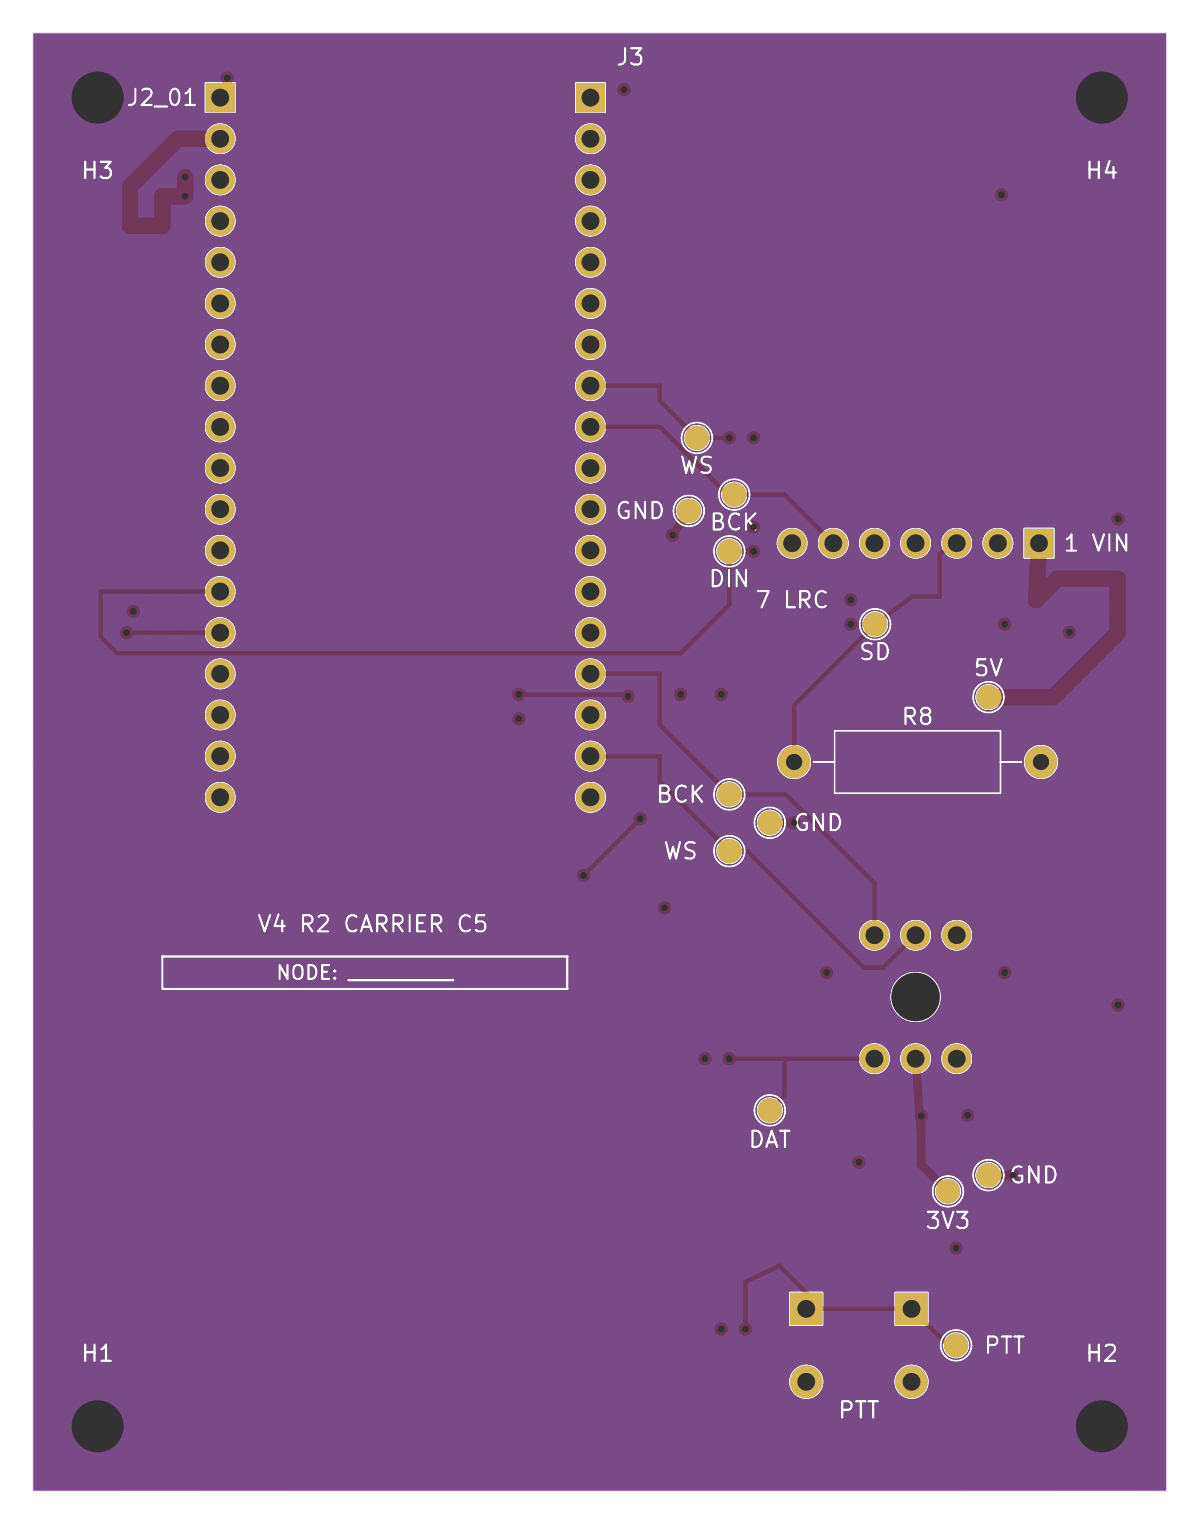 J3
J2_01
H3
H4
WS
GND
BCK
1 VIN
DIN
7 LRC
SD
5V
R8
BCK
GND
WS
V4 R2 CARRIER C5
NODE: __________
DAT
GND
3V3
PTT
H1
H2
PTT